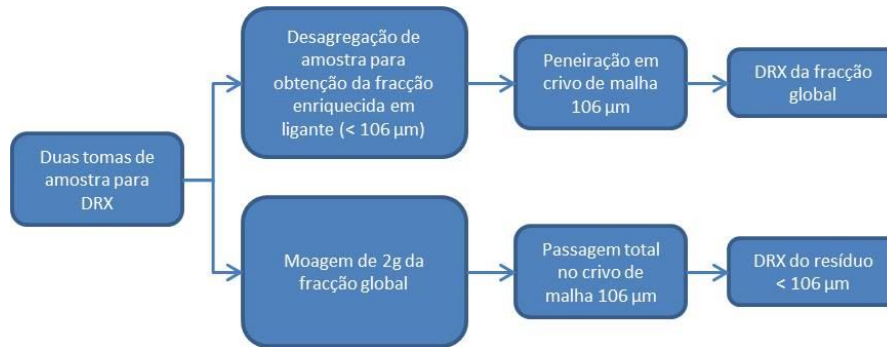 Duas tomas de
amostra para
DRX
Desagregação de
amostra para
obtenção da fracção
enriquecida em
ligante (< 106 µm)
Peneiração em
crivo de malha
106 µm
DRX da fracção
global
Moagem de 2g da
fracção global
Passagem total
no crivo de
malha 106 µm
DRX do resíduo
< 106 µm